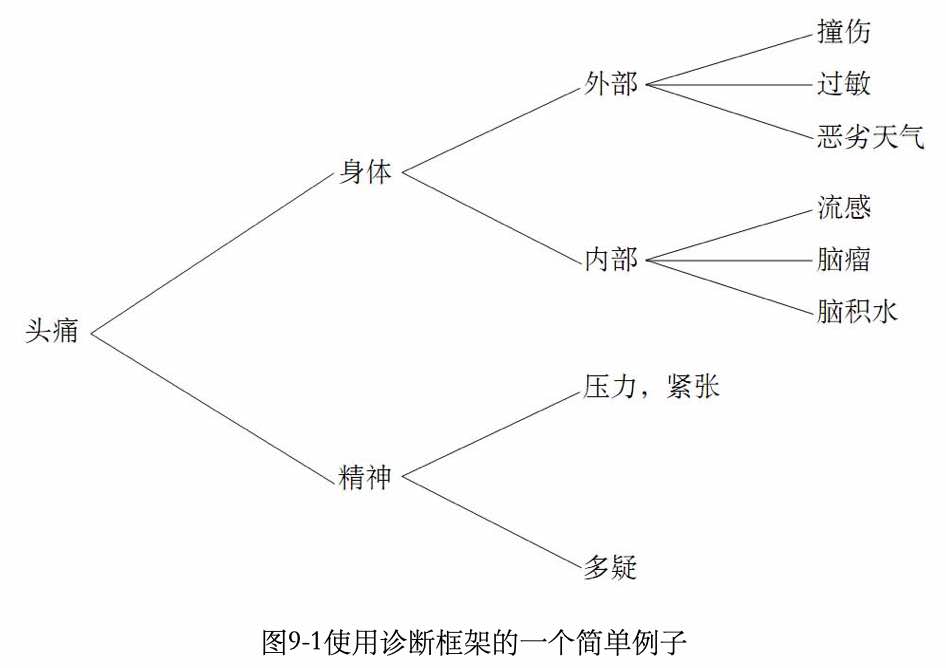 撞伤
外部
过敏
恶劣天气
身体
流感
内部
脑瘤
脑积水
头痛
压力，紧张
精神
多疑
图9-1使用诊断框架的一个简单例子